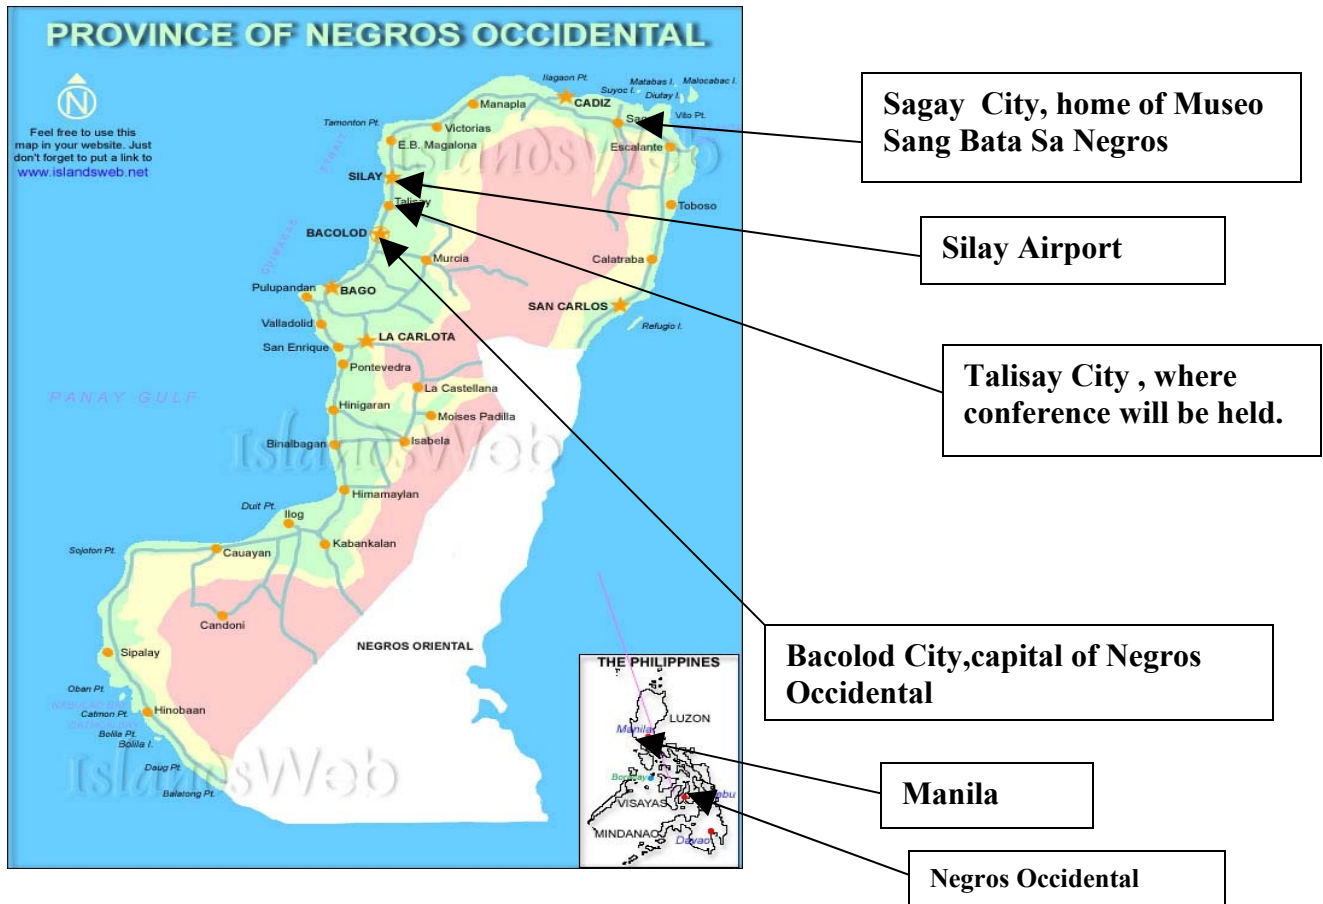 PROVINCE OF NEGROS OCCIDENTAL
N
Feel free to use this
map in your website. Just
don't forget to put a link to
www.islandsweb.net
Ilagaon Pt.
Matabas I.
Malocabac I.
Suyoc I.
Diutay I.
Manapla
CADIZ
Vito Pt.
Tamonton Pt.
Victorias
E.B. Magalona
Escalante
IslandsWeb
SILAY
Talisay
Toboso
BACOLOD
Murcia
Calatraba
Pulupandan
BAGO
SAN CARLOS
Valladolid
Refugio I.
LA CARLOTA
San Enrique
Pontevedra
La Castellana
PANAY GULF
Hinigaran
Moises Padilla
Binalbagan
Isabela
IslandsWeb
Himamaylan
Duit Pt.
Ilog
Kabankalan
Sojoton Pt.
Cauayan
Candoni
NEGROS ORIENTAL
Sipalay
Oban Pt.
Catmon Pt.
Hinobaan
Bolila Pt.
Bolila I.
IslandsWeb
Daug Pt.
Balatong Pt.
THE PHILIPPINES
LUZON
Manila
VISAYAS
MINDANAO
Davao
Sagay City, home of Museo
Sang Bata Sa Negros
Silay Airport
Talisay City , where
conference will be held.
Bacolod City,capital of Negros
Occidental
Manila
Negros Occidental